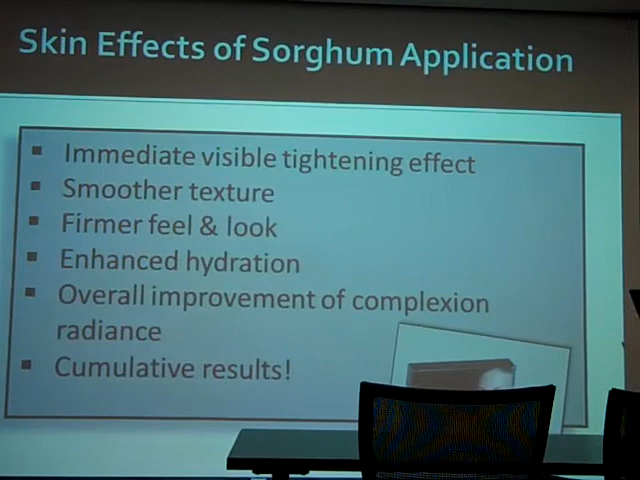 Skin Effects of Sorghum Application
▪ Immediate visible tightening effect
▪ Smoother texture
▪ Firmer feel & look
▪ Enhanced hydration
▪ Overall improvement of complexion
radiance
▪ Cumulative results!